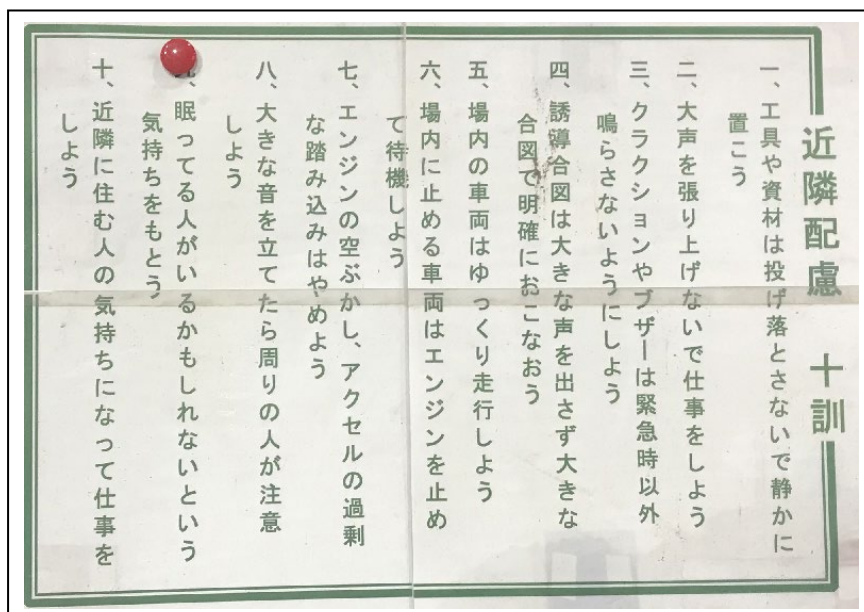 近隣配慮 十訓
一、工具や資材は投げ落とさないで静かに
置こう
二、大声を張り上げないで仕事をしよう
三、クラクションやブザーは緊急時以外
鳴らさないようにしよう
四、誘導合図は大きな声を出さず大きな
合図で明確におこなおう
五、場内の車両はゆっくり走行しよう
六、場内に止める車両はエンジンを止め
て待機しよう
七、エンジンの空ぶかし、アクセルの過剰
な踏み込みはやめよう
八、大きな音を立てたら周りの人が注意
しよう
、眠ってる人がいるかもしれないという
気持ちをもとう
十、近隣に住む人の気持ちになって仕事を
しよう